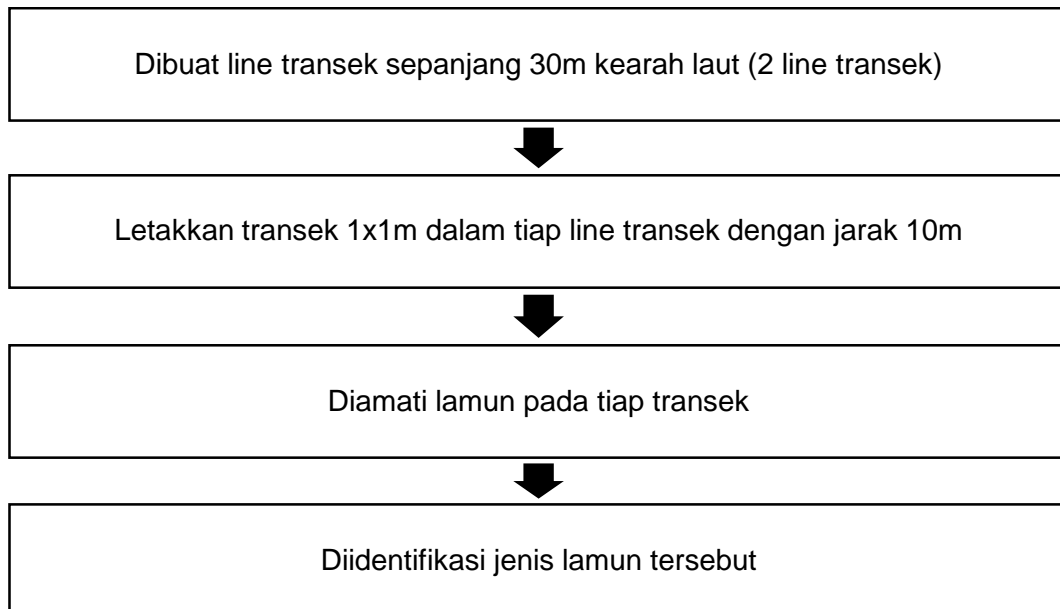 Dibuat line transek sepanjang 30m kearah laut (2 line transek)
Letakkan transek 1x1m dalam tiap line transek dengan jarak 10m
Diamati lamun pada tiap transek
Diidentifikasi jenis lamun tersebut